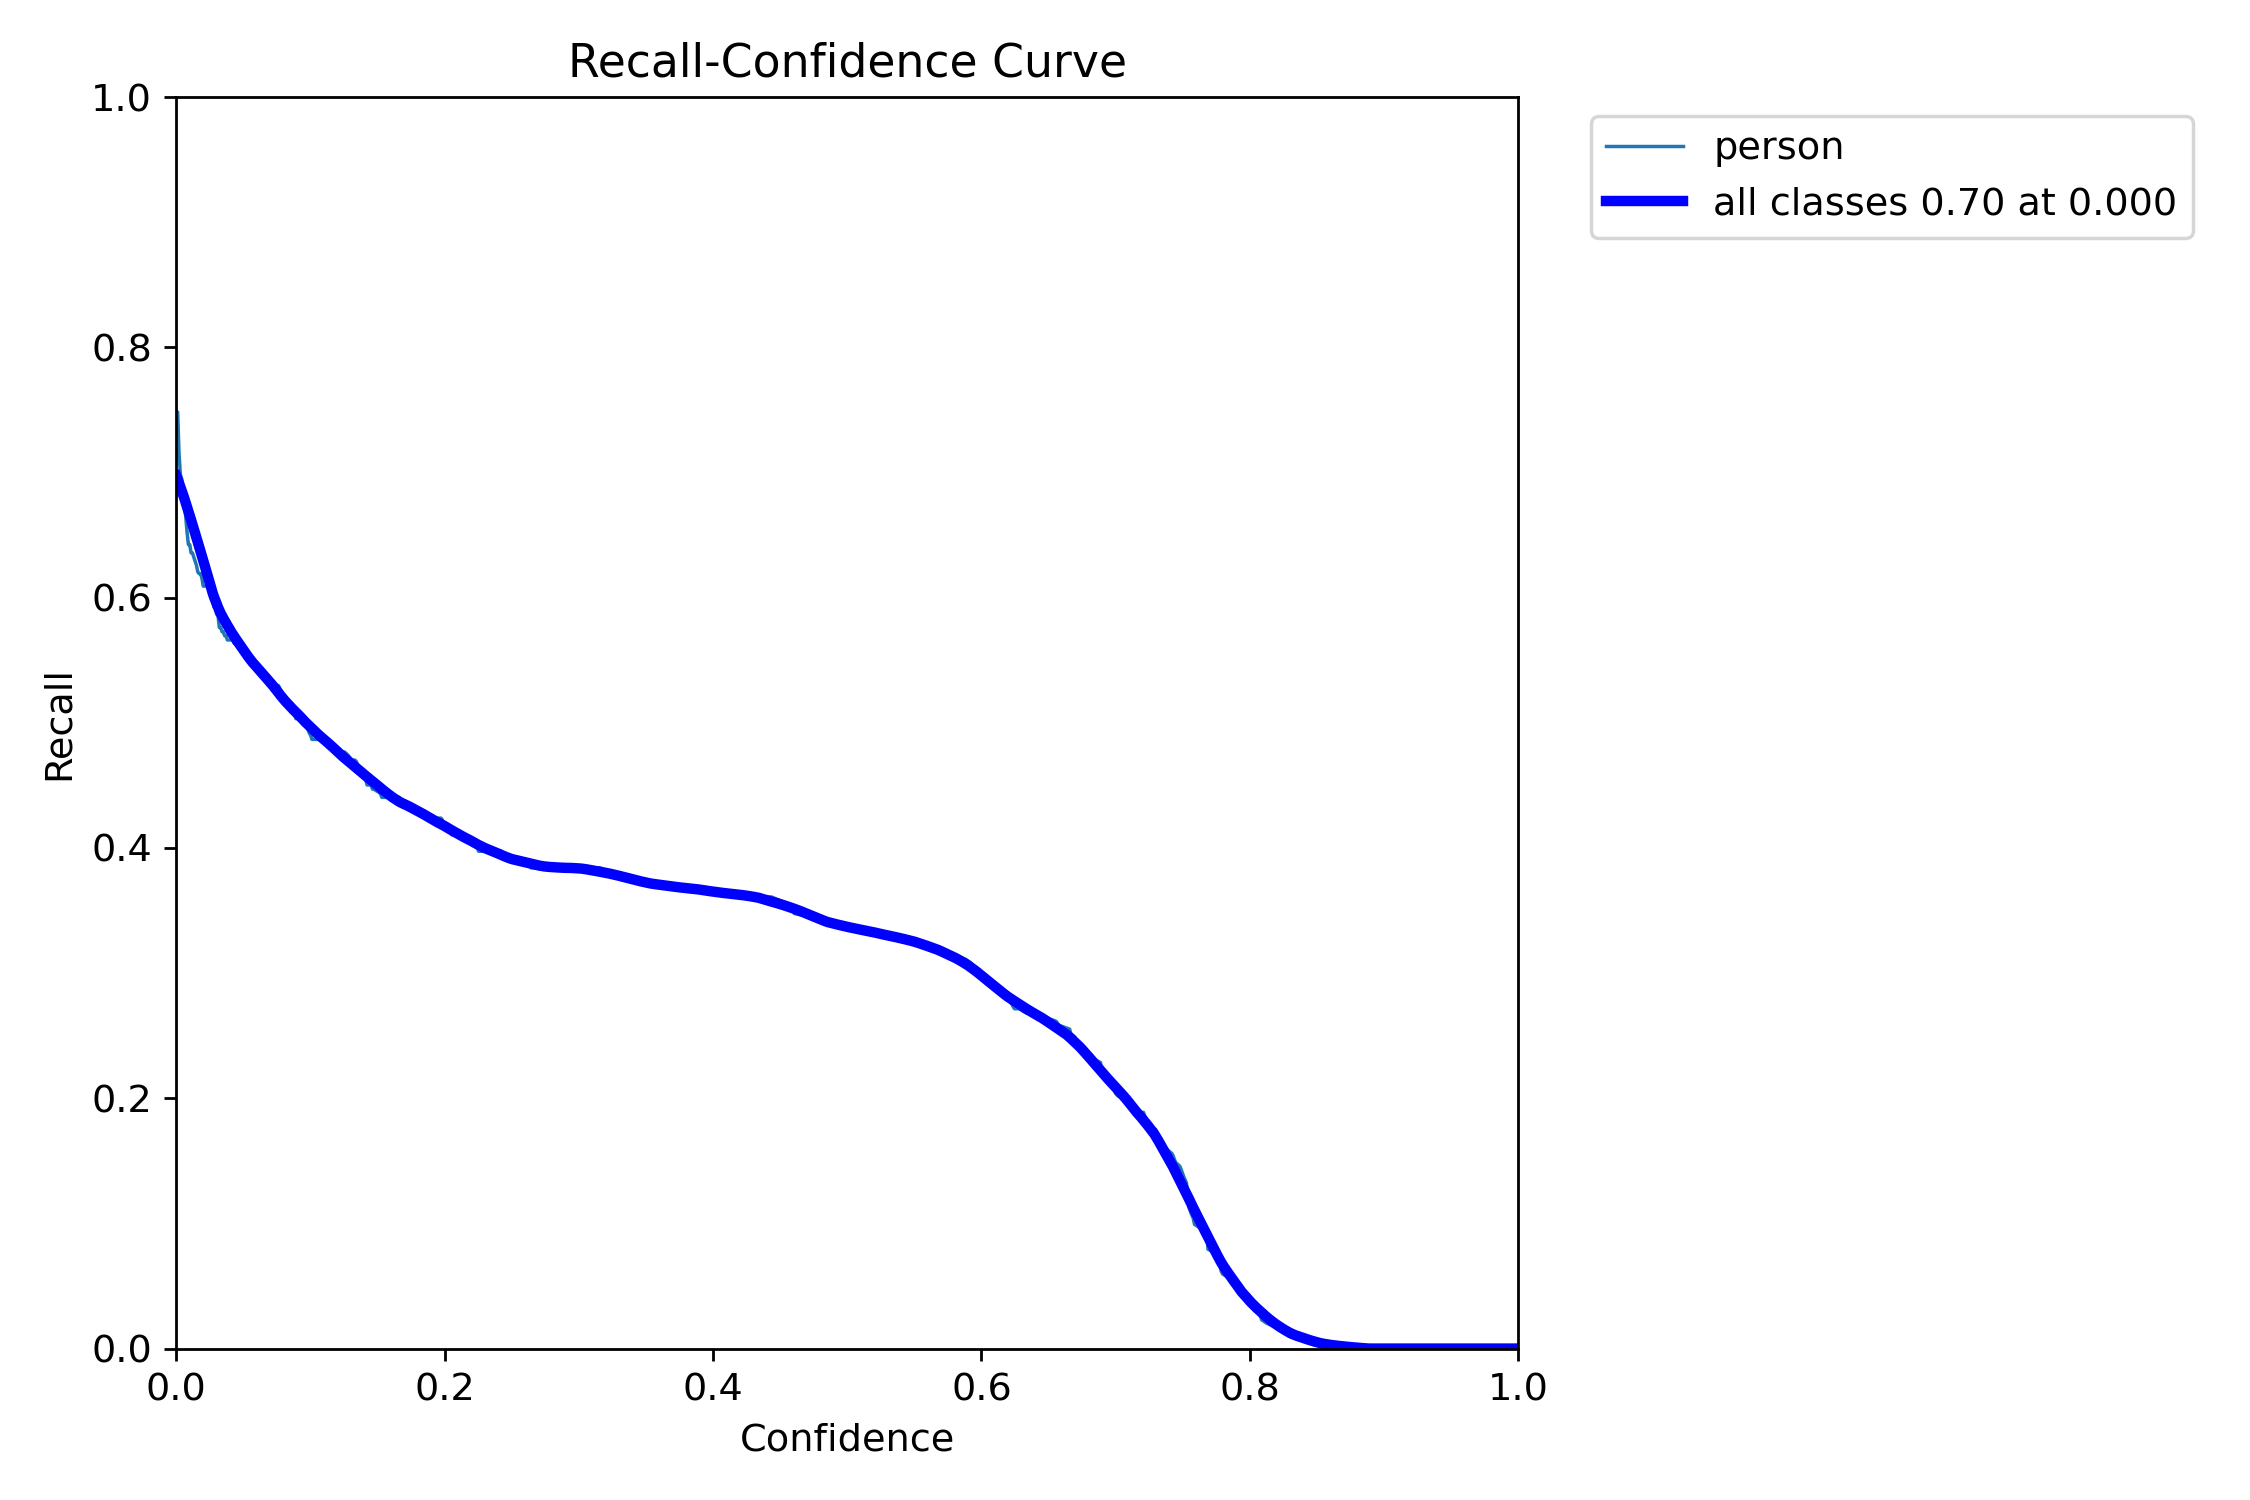 Recall-Confidence Curve
1.0
0.8
0.6
0.4
0.2
0.0
Recall
0.0 0.2 0.4 0.6 0.8 1.0
Confidence
person
all classes 0.70 at 0.000